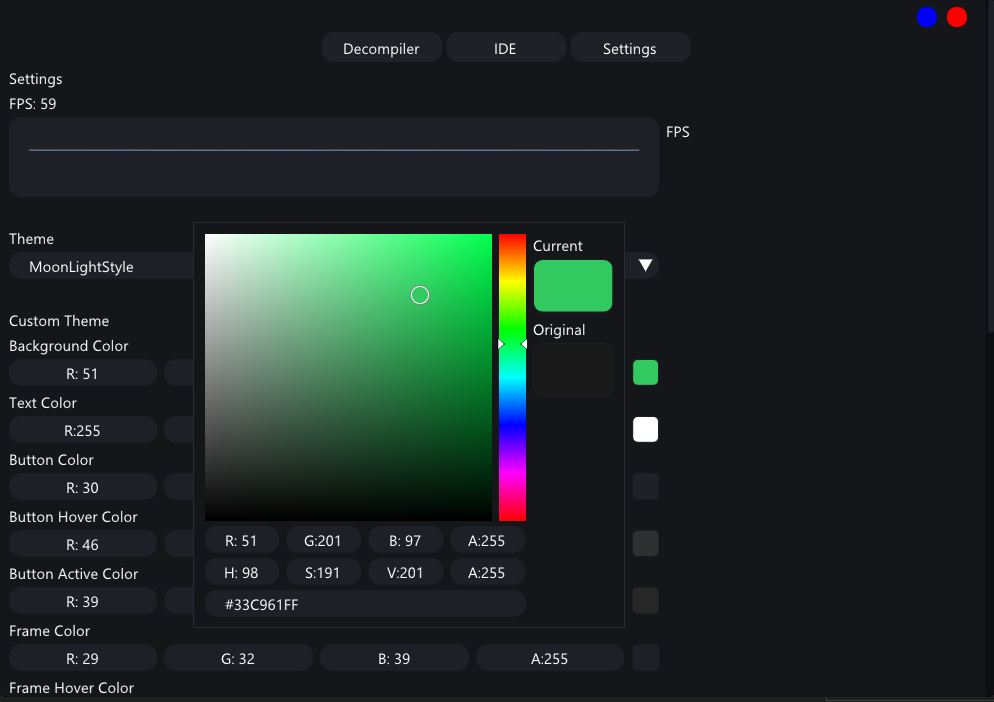 Decompiler IDE Settings
Settings
FPS: 59
FPS
Theme
MoonLightStyle
Current
Original
Custom Theme
Background Color
R: 51
Text Color
R:255
Button Color
R: 30
Button Hover Color
R: 46
Button Active Color
R: 39
R: 51 G:201 B: 97 A:255
H: 98 S:191 V:201 A:255
#33C961FF
Frame Color
R: 29 G: 32 B: 39 A:255
Frame Hover Color